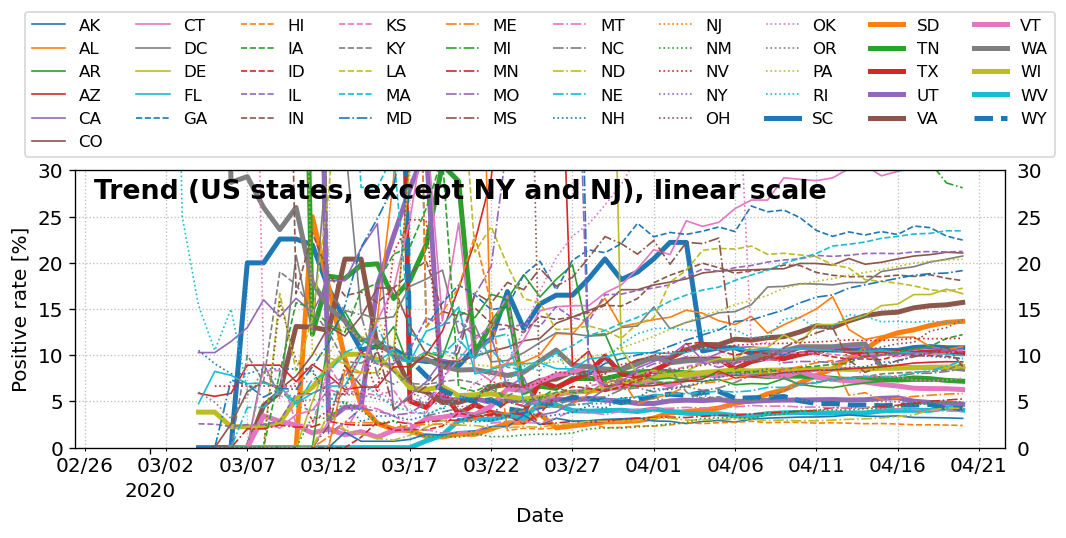 AK CT HI KS ME MT NJ OK SD VT
AL DC IA KY MI NC NM OR TN WA
AR DE ID LA MN ND NV PA TX WI
AZ FL IL MA MO NE NY RI UT WV
CA GA IN MD MS NH OH SC VA WY
CO
Trend (US states, except NY and NJ), linear scale
Positive rate [%]
30 30
25 25
20 20
15 15
10 10
5 5
0 0
02/26 03/02 03/07 03/12 03/17 03/22 03/27 04/01 04/06 04/11 04/16 04/21
2020
Date